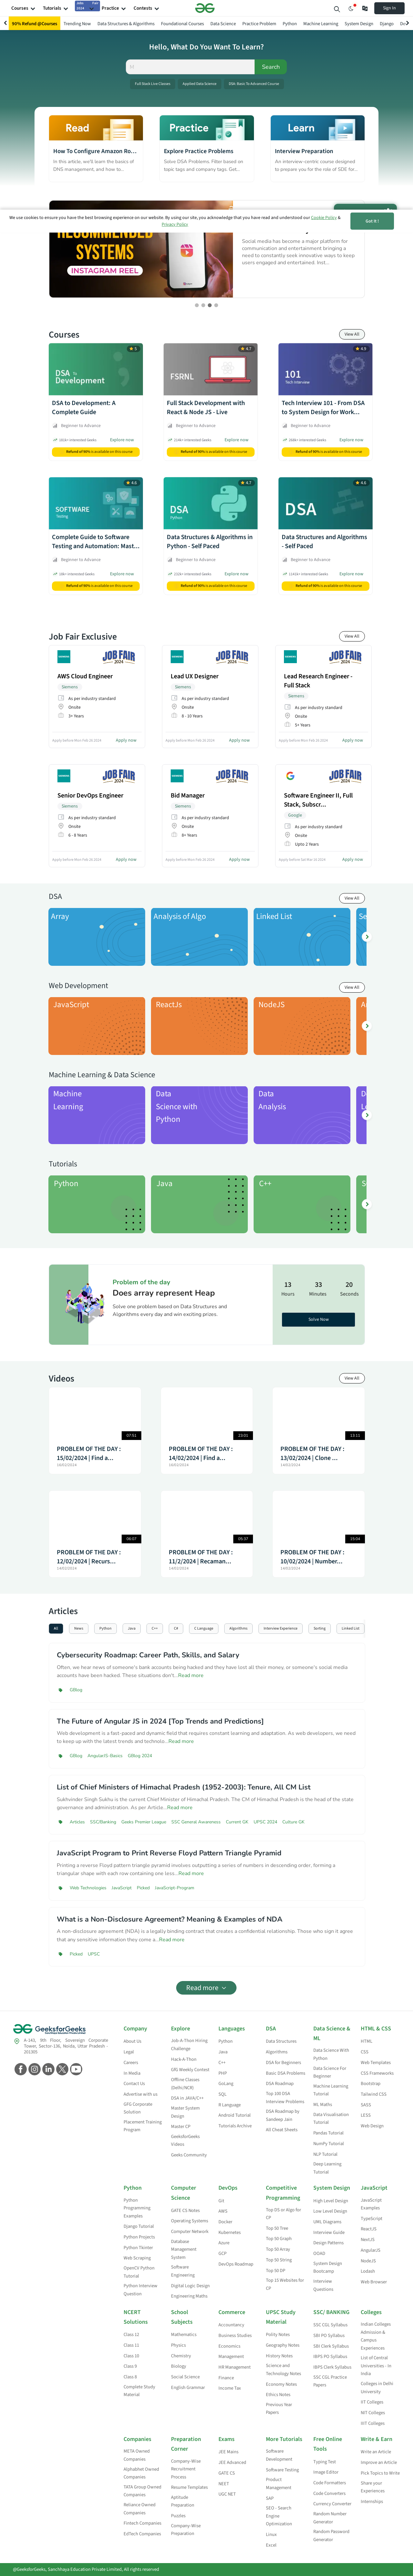 Courses
Tutorials
Practice
Contests
Sign In
90% Refund @Courses
Trending Now
Data Structures & Algorithms
Foundational Courses
Data Science
Practice Problem
Python
Machine Learning
System Design
Django
Hello, What Do You Want To Learn?
Search
Full Stack Live Classes
Applied Data Science
DSA: Basic To Advanced Course
Read
Practice
Learn
How To Configure Amazon Ro...
In this article, we'll learn the basics of DNS management, and how to...
Explore Practice Problems
Solve DSA Problems. Filter based on topic tags and company tags. Get...
Interview Preparation
An interview-centric course designed to prepare you for the role of SDE for...
We use cookies to ensure you have the best browsing experience on our website. By using our site, you acknowledge that you have read and understood our Cookie Policy & Privacy Policy
Got It !
RECOMMENDED SYSTEMS
INSTAGRAM REEL
Social media has become a major platform for communication and entertainment bringing a need to constantly seek innovative ways to keep users engaged and entertained. Inst...
Courses
View All
DSA to Development: A Complete Guide
Beginner to Advance
Explore now
Refund of 90% is available on this course
Full Stack Development with React & Node JS - Live
Beginner to Advance
Explore now
Refund of 90% is available on this course
Tech Interview 101 - From DSA to System Design for Work...
Beginner to Advance
Explore now
Refund of 90% is available on this course
Complete Guide to Software Testing and Automation: Mast...
Beginner to Advance
Explore now
Refund of 90% is available on this course
Data Structures & Algorithms in Python - Self Paced
Beginner to Advance
Explore now
Refund of 90% is available on this course
Data Structures and Algorithms - Self Paced
Beginner to Advance
Explore now
Refund of 90% is available on this course
Job Fair Exclusive
View All
JOB FAIR 2024
AWS Cloud Engineer
Siemens
As per industry standard
Onsite
3+ Years
Apply now
JOB FAIR 2024
Lead UX Designer
Siemens
As per industry standard
Onsite
8 - 10 Years
Apply now
JOB FAIR 2024
Lead Research Engineer - Full Stack
Siemens
As per industry standard
Onsite
5+ Years
Apply now
JOB FAIR 2024
Senior DevOps Engineer
Siemens
As per industry standard
Onsite
6 - 8 Years
Apply now
JOB FAIR 2024
Bid Manager
Siemens
As per industry standard
Onsite
8+ Years
Apply now
JOB FAIR 2024
Software Engineer II, Full Stack, Subscr...
Google
As per industry standard
Onsite
Upto 2 Years
Apply now
DSA
View All
Array
Analysis of Algo
Linked List
Web Development
View All
JavaScript
ReactJs
NodeJS
Machine Learning & Data Science
Machine Learning
Data Science with Python
Data Analysis
Tutorials
Python
Java
C++
Problem of the day
Does array represent Heap
Solve one problem based on Data Structures and Algorithms every day and win exciting prizes.
13 Hours
33 Minutes
20 Seconds
Solve Now
Videos
View All
07:51
PROBLEM OF THE DAY : 15/02/2024 | Find a...
PROBLEM OF THE DAY : 14/02/2024 | Find a...
13:11
PROBLEM OF THE DAY : 13/02/2024 | Clone ...
PROBLEM OF THE DAY : 12/02/2024 | Recurs...
PROBLEM OF THE DAY : 11/2/2024 | Recaman...
PROBLEM OF THE DAY : 10/02/2024 | Number...
Articles
All
News
Python
Java
C++
C#
C Language
Algorithms
Interview Experience
Sorting
Linked List
Cybersecurity Roadmap: Career Path, Skills, and Salary
Often, we hear news of someone's bank accounts being hacked and they have lost all their money, or someone's social media accounts have been hacked. These situations don't...Read more
GBlog
The Future of Angular JS in 2024 [Top Trends and Predictions]
Web development is a fast-paced and dynamic field that requires constant learning and adaptation. As web developers, we need to keep up with the latest trends and technolo...Read more
GBlog AngularJS-Basics GBlog 2024
List of Chief Ministers of Himachal Pradesh (1952-2003): Tenure, All CM List
Sukhvinder Singh Sukhu is the current Chief Minister of Himachal Pradesh. The CM of Himachal Pradesh is the head of the state governance and administration. As per artic...Read more
Articles SSC/Banking Geeks Premier League SSC General Awareness Current GK UPSC 2024 Culture GK
JavaScript Program to Print Reverse Floyd Pattern Triangle Pyramid
Printing a reverse Floyd pattern triangle pyramid involves outputting a series of numbers in descending order, forming a triangular shape with each row containing one less...Read more
Web Technologies JavaScript Picked JavaScript-Program
What is a Non-Disclosure Agreement? Meaning & Examples of NDA
A non-disclosure agreement (NDA) is a legally binding contract that creates a confidential relationship. Those who sign it agree that any sensitive information they come a...Read more
Picked UPSC
Read more
GeeksforGeeks
A-143, 9th Floor, Sovereign Corporate Tower, Sector-136, Noida, Uttar Pradesh - 201305
Company
About Us
Legal
Careers
In Media
Contact Us
Advertise with us
GFG Corporate Solution
Placement Training Program
Explore
Job-A-Thon Hiring Challenge
Hack-A-Thon
GfG Weekly Contest
Offline Classes (Delhi/NCR)
DSA in JAVA/C++
Master System Design
Master CP
GeeksforGeeks Videos
Geeks Community
Languages
Python
Java
C++
PHP
GoLang
SQL
R Language
Android Tutorial
Tutorials Archive
DSA
Data Structures
Algorithms
DSA for Beginners
Basic DSA Problems
DSA Roadmap
Top 100 DSA Interview Problems
DSA Roadmap by Sandeep Jain
All Cheat Sheets
Data Science & ML
Data Science With Python
Data Science For Beginner
Machine Learning Tutorial
ML Maths
Data Visualisation Tutorial
Pandas Tutorial
NumPy Tutorial
NLP Tutorial
Deep Learning Tutorial
HTML & CSS
HTML
CSS
Web Templates
CSS Frameworks
Bootstrap
Tailwind CSS
SASS
LESS
Web Design
Python
Python Programming Examples
Django Tutorial
Python Projects
Python Tkinter
Web Scraping
OpenCV Python Tutorial
Python Interview Question
Computer Science
GATE CS Notes
Operating Systems
Computer Network
Database Management System
Software Engineering
Digital Logic Design
Engineering Maths
DevOps
Git
AWS
Docker
Kubernetes
Azure
GCP
DevOps Roadmap
Competitive Programming
Top DS or Algo for CP
Top 50 Tree
Top 50 Graph
Top 50 Array
Top 50 String
Top 50 DP
Top 15 Websites for CP
System Design
High Level Design
Low Level Design
UML Diagrams
Interview Guide
Design Patterns
OOAD
System Design Bootcamp
Interview Questions
JavaScript
JavaScript Examples
TypeScript
ReactJS
NextJS
AngularJS
NodeJS
Lodash
Web Browser
NCERT Solutions
Class 12
Class 11
Class 10
Class 9
Class 8
Complete Study Material
School Subjects
Mathematics
Physics
Chemistry
Biology
Social Science
English Grammar
Commerce
Accountancy
Business Studies
Economics
Management
HR Management
Finance
Income Tax
UPSC Study Material
Polity Notes
Geography Notes
History Notes
Science and Technology Notes
Economy Notes
Ethics Notes
Previous Year Papers
SSC/ BANKING
SSC CGL Syllabus
SBI PO Syllabus
SBI Clerk Syllabus
IBPS PO Syllabus
IBPS Clerk Syllabus
SSC CGL Practice Papers
Colleges
Indian Colleges Admission & Campus Experiences
List of Central Universities - In India
Colleges in Delhi University
IIT Colleges
NIT Colleges
IIIT Colleges
Companies
META Owned Companies
Alphabhet Owned Companies
TATA Group Owned Companies
Reliance Owned Companies
Fintech Companies
EdTech Companies
Preparation Corner
Company-Wise Recruitment Process
Resume Templates
Aptitude Preparation
Puzzles
Company-Wise Preparation
Exams
JEE Mains
JEE Advanced
GATE CS
NEET
UGC NET
More Tutorials
Software Development
Software Testing
Product Management
SAP
SEO - Search Engine Optimization
Linux
Excel
Free Online Tools
Typing Test
Image Editor
Code Formatters
Code Converters
Currency Converter
Random Number Generator
Random Password Generator
Write & Earn
Write an Article
Improve an Article
Pick Topics to Write
Share your Experiences
Internships
@GeeksforGeeks, Sanchhaya Education Private Limited, All rights reserved